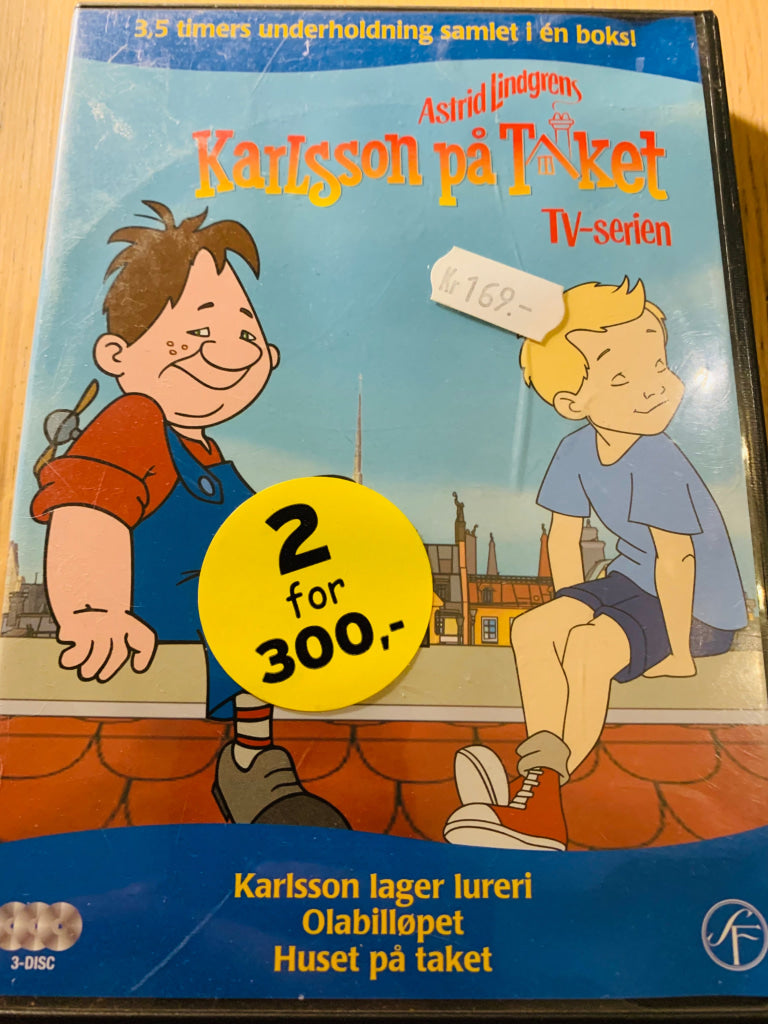 3,5 timers underholdning samlet i én boks!
Astrid Lindgrens
Karlsson på Taket
TV-serien
Kr 169.-
2
for
300,-
Karlsson lager lureri
Olabilløpet
Huset på taket
3-DISC
SF